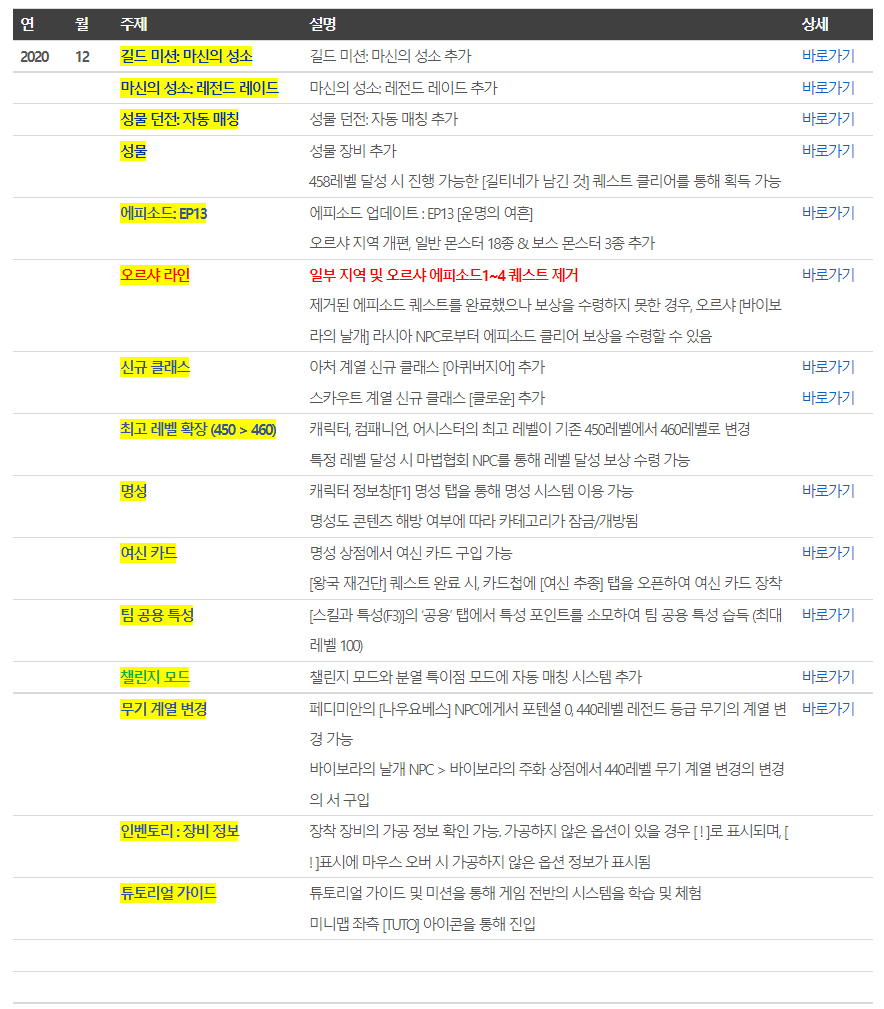 연 월 주제 설명 상세
2020 12 길드 미션: 마신의 성소 길드 미션: 마신의 성소 추가 바로가기
마신의 성소: 레전드 레이드 마신의 성소: 레전드 레이드 추가 바로가기
성물 던전: 자동 매칭 성물 던전: 자동 매칭 추가 바로가기
성물 성물 장비 추가 바로가기
458레벨 달성 시 진행 가능한 [길티네가 남긴 것] 퀘스트 클리어를 통해 획득 가능
에피소드: EP13 에피소드 업데이트 : EP13 [운명의 여흔] 바로가기
오르샤 지역 개편, 일반 몬스터 18종 & 보스 몬스터 3종 추가
오르샤 라인 일부 지역 및 오르샤 에피소드1~4 퀘스트 제거 바로가기
제거된 에피소드 퀘스트를 완료했으나 보상을 수령하지 못한 경우, 오르샤 [바이보
라의 날개] 라시아 NPC로부터 에피소드 클리어 보상을 수령할 수 있음
신규 클래스 아처 계열 신규 클래스 [아퀴버지어] 추가 바로가기
스카우트 계열 신규 클래스 [클로운] 추가 바로가기
최고 레벨 확장 (450 > 460) 캐릭터, 컴패니언, 어시스터의 최고 레벨이 기존 450레벨에서 460레벨로 변경
특정 레벨 달성 시 마법협회 NPC를 통해 레벨 달성 보상 수령 가능
명성 캐릭터 정보창[F1] 명성 탭을 통해 명성 시스템 이용 가능 바로가기
명성도 콘텐츠 해방 여부에 따라 카테고리가 잠금/개방됨
여신 카드 명성 상점에서 여신 카드 구입 가능 바로가기
[왕국 재건단] 퀘스트 완료 시, 카드첩에 [여신 추종] 탭을 오픈하여 여신 카드 장착
팀 공용 특성 [스킬과 특성(F3)]의 ‘공용’ 탭에서 특성 포인트를 소모하여 팀 공용 특성 습득 (최대 바로가기
레벨 100)
챌린지 모드 챌린지 모드와 분열 특이점 모드에 자동 매칭 시스템 추가 바로가기
무기 계열 변경 페디미안의 [나우요베스] NPC에게서 포텐셜 0, 440레벨 레전드 등급 무기의 계열 변 바로가기
경 가능
바이보라의 날개 NPC > 바이보라의 주화 상점에서 440레벨 무기 계열 변경의 변경
의 서 구입
인벤토리 : 장비 정보 장착 장비의 가공 정보 확인 가능. 가공하지 않은 옵션이 있을 경우 [ ! ]로 표시되며, [
! ]표시에 마우스 오버 시 가공하지 않은 옵션 정보가 표시됨
튜토리얼 가이드 튜토리얼 가이드 및 미션을 통해 게임 전반의 시스템을 학습 및 체험
미니맵 좌측 [TUTO] 아이콘을 통해 진입